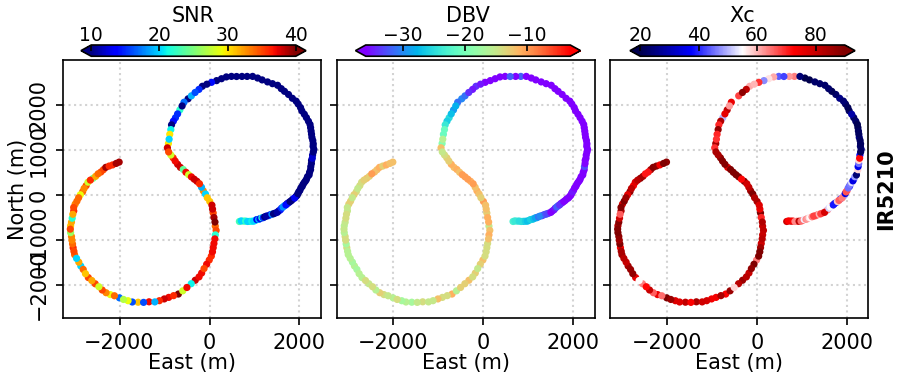 SNR DBV Xc
10 20 30 40 −30 −20 −10 20 40 60 80
2000
1000
0
−1000
−2000
North (m)
IR5210
−2000 0 2000 −2000 0 2000 −2000 0 2000
East (m) East (m) East (m)